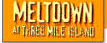 MELTDOWN
AT THREE MILE ISLAND